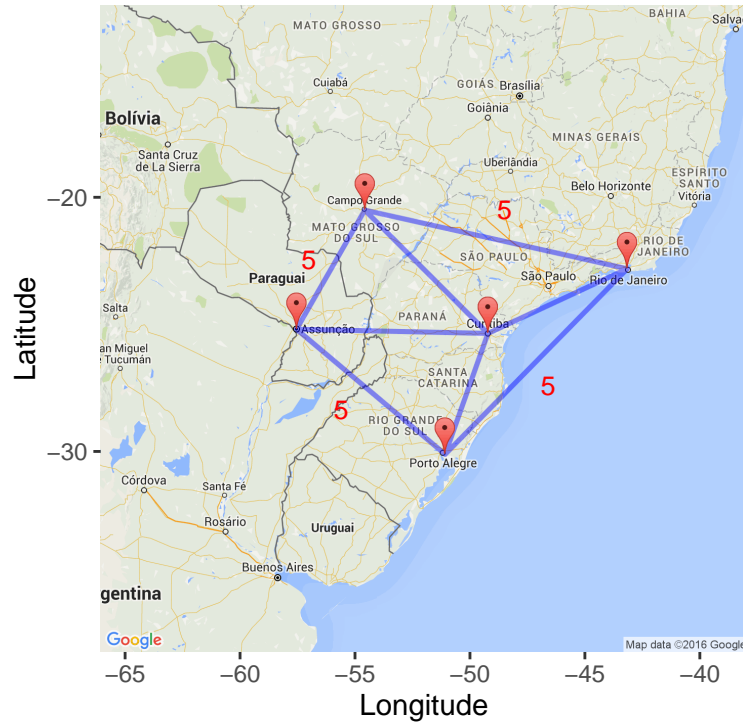 BAHIA
MATO GROSSO
Salva
Cuiabá
GOIÁS
Brasília
Goiânia
Bolívia
MINAS GERAIS
Santa Cruz
De La Sierra
Uberlândia
ESPÍRITO
SANTO
Belo Horizonte
Vitória
−20
Campo Grande
5
MATO GROSSO
DO SUL
RIO DE
JANEIRO
SÃO PAULO
5
Paraguai
São Paulo
Rio de Janeiro
Salta
PARANÁ
Curitiba
Assunção
an Miguel
e Tucumán
Latitude
SANTA
CATARINA
5
5
RIO GRANDE
DO SUL
−30
Porto Alegre
Córdova
Santa Fé
Rosário
Uruguai
Buenos Aires
gentina
Google
Map data ©2016 Google
−65 −60 −55 −50 −45 −40
Longitude